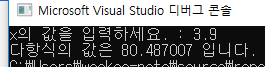 Microsoft Visual Studio 디버그 콘솔
x의 값을 입력하세요. : 3.9
다항식의 값은 80.487007 입니다.